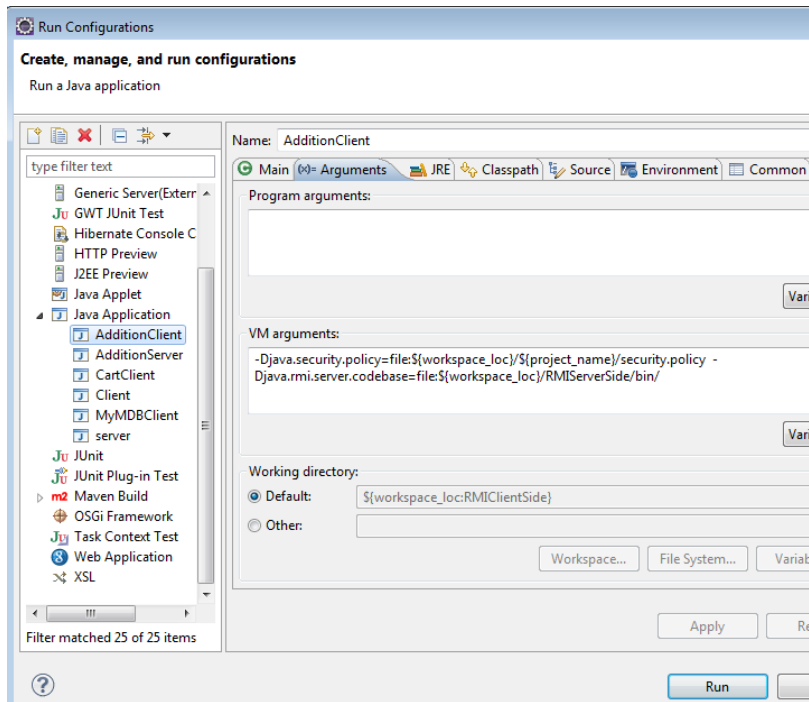 Run Configurations
Create, manage, and run configurations
Run a Java application
type filter text
Generic Server(Extern
GWT JUnit Test
Hibernate Console C
HTTP Preview
J2EE Preview
Java Applet
Java Application
AdditionClient
AdditionServer
CartClient
Client
MyMDBClient
server
JUnit
JUnit Plug-in Test
Maven Build
OSGi Framework
Task Context Test
Web Application
XSL
Filter matched 25 of 25 items
Name: AdditionClient
Main (x)= Arguments JRE Classpath Source Environment Common
Program arguments:
Vari
VM arguments:
-Djava.security.policy=file:${workspace_loc}/${project_name}/security.policy -
Djava.rmi.server.codebase=file:${workspace_loc}/RMIServerSide/bin/
Vari
Working directory:
Default: ${workspace_loc:RMIClientSide}
Other:
Workspace... File System... Variab
Apply Re
Run